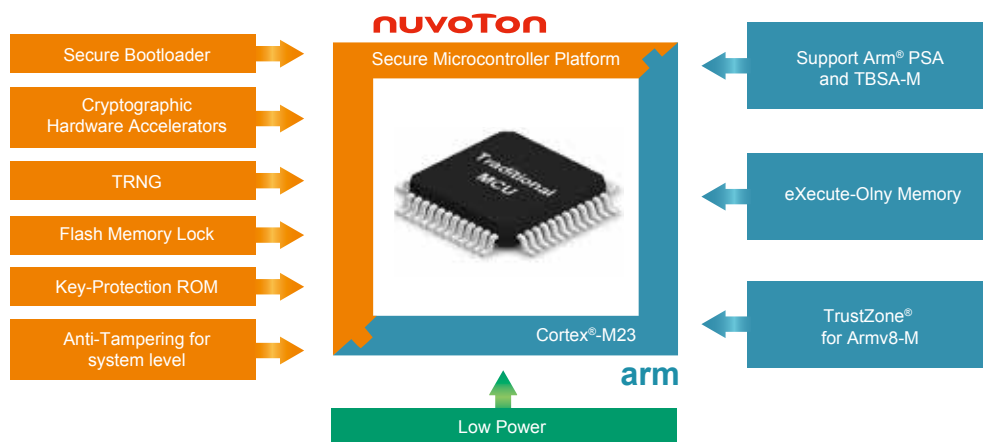 nuvoTon
Secure Bootloader
Cryptographic
Hardware Accelerators
TRNG
Flash Memory Lock
Key-Protection ROM
Anti-Tampering for
system level
Secure Microcontroller Platform
Traditional
MCU
Cortex®-M23
arm
Support Arm® PSA
and TBSA-M
eXecute-Olny Memory
TrustZone®
for Armv8-M
Low Power